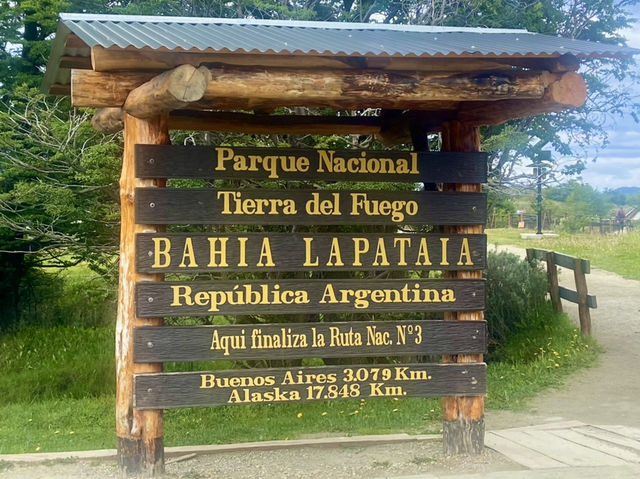 Parque Nacional
Tierra del Fuego
BAHIA LAPATAIA
República Argentina
Aqui finaliza la Ruta Nac. Nº3
Buenos Aires 3.079 Km.
Alaska 17.848 Km.